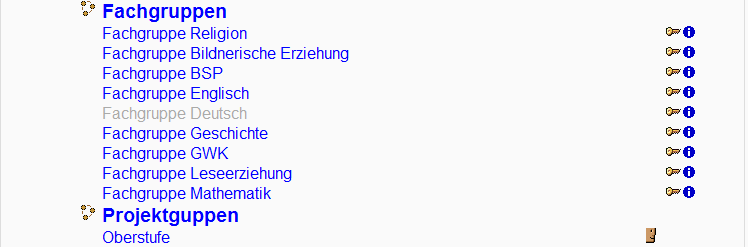 Fachgruppen
Fachgruppe Religion
Fachgruppe Bildnerische Erziehung
Fachgruppe BSP
Fachgruppe Englisch
Fachgruppe Deutsch
Fachgruppe Geschichte
Fachgruppe GWK
Fachgruppe Leseerziehung
Fachgruppe Mathematik
Projektguppen
Oberstufe